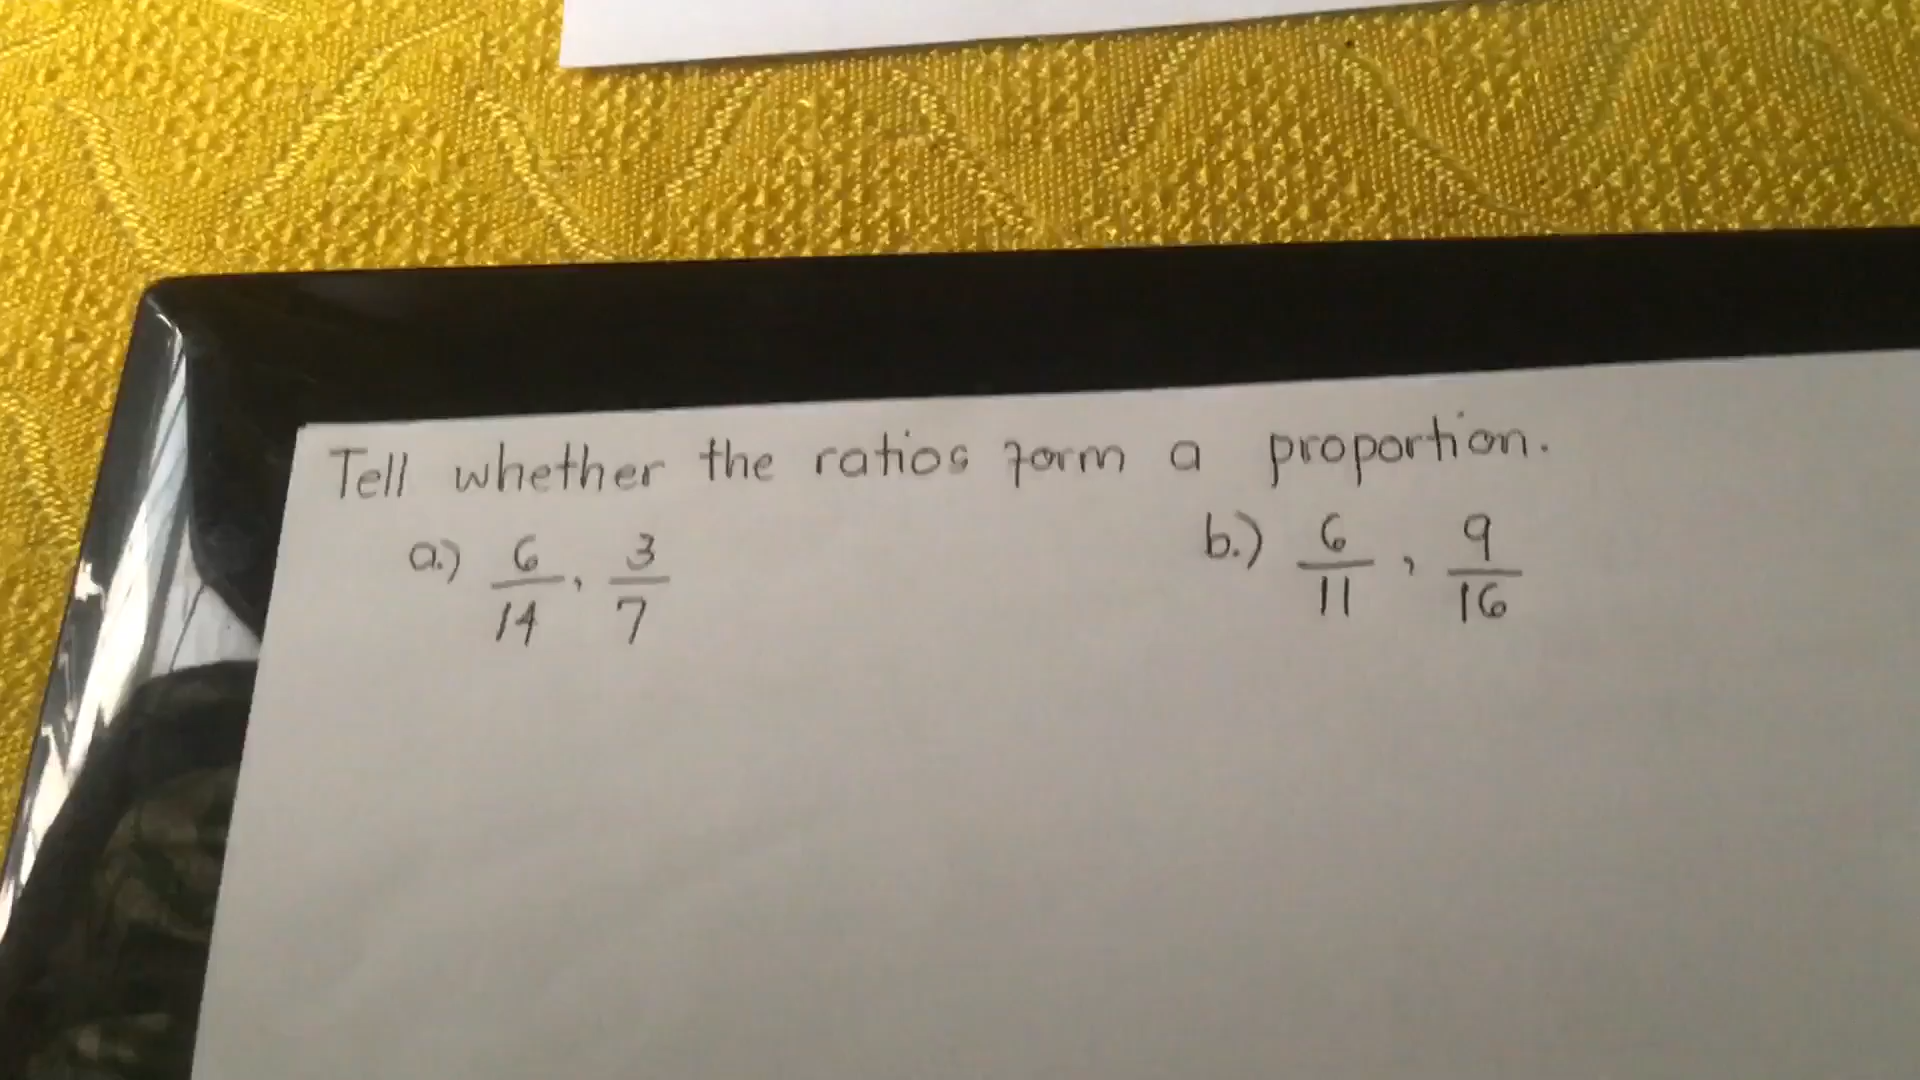 Tell whether the ratios form a proportion.
a.) 6/14, 3/7 b.) 6/11, 9/16